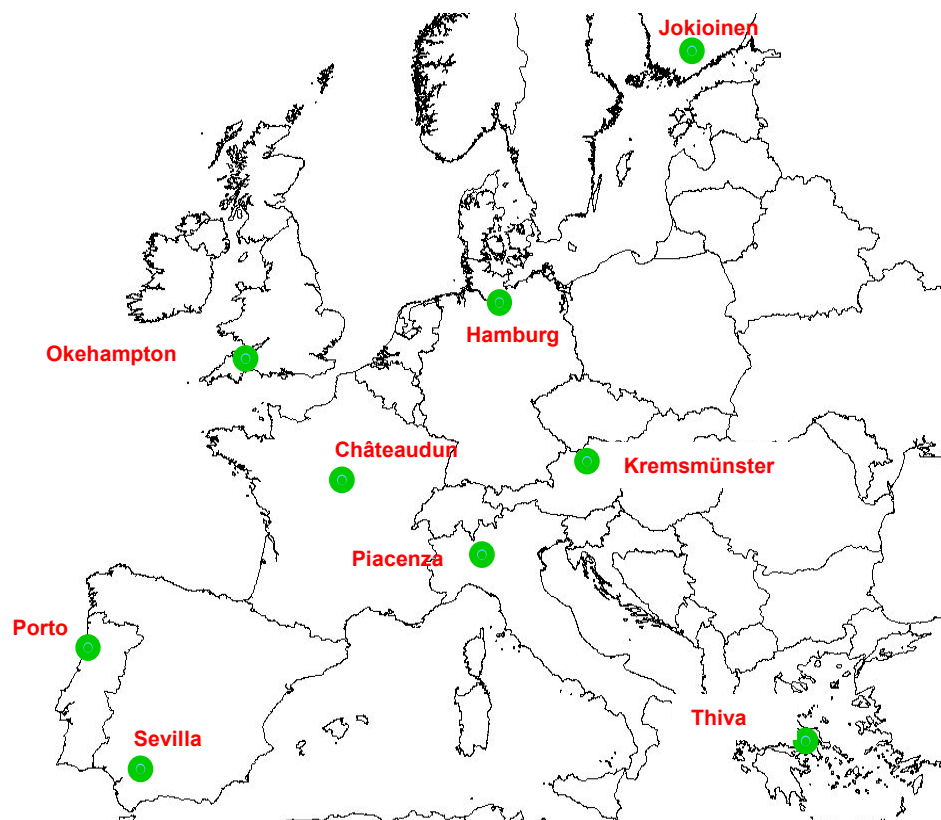 Jokioinen
Hamburg
Okehampton
Châteaudun
Kremsmünster
Piacenza
Porto
Thiva
Sevilla